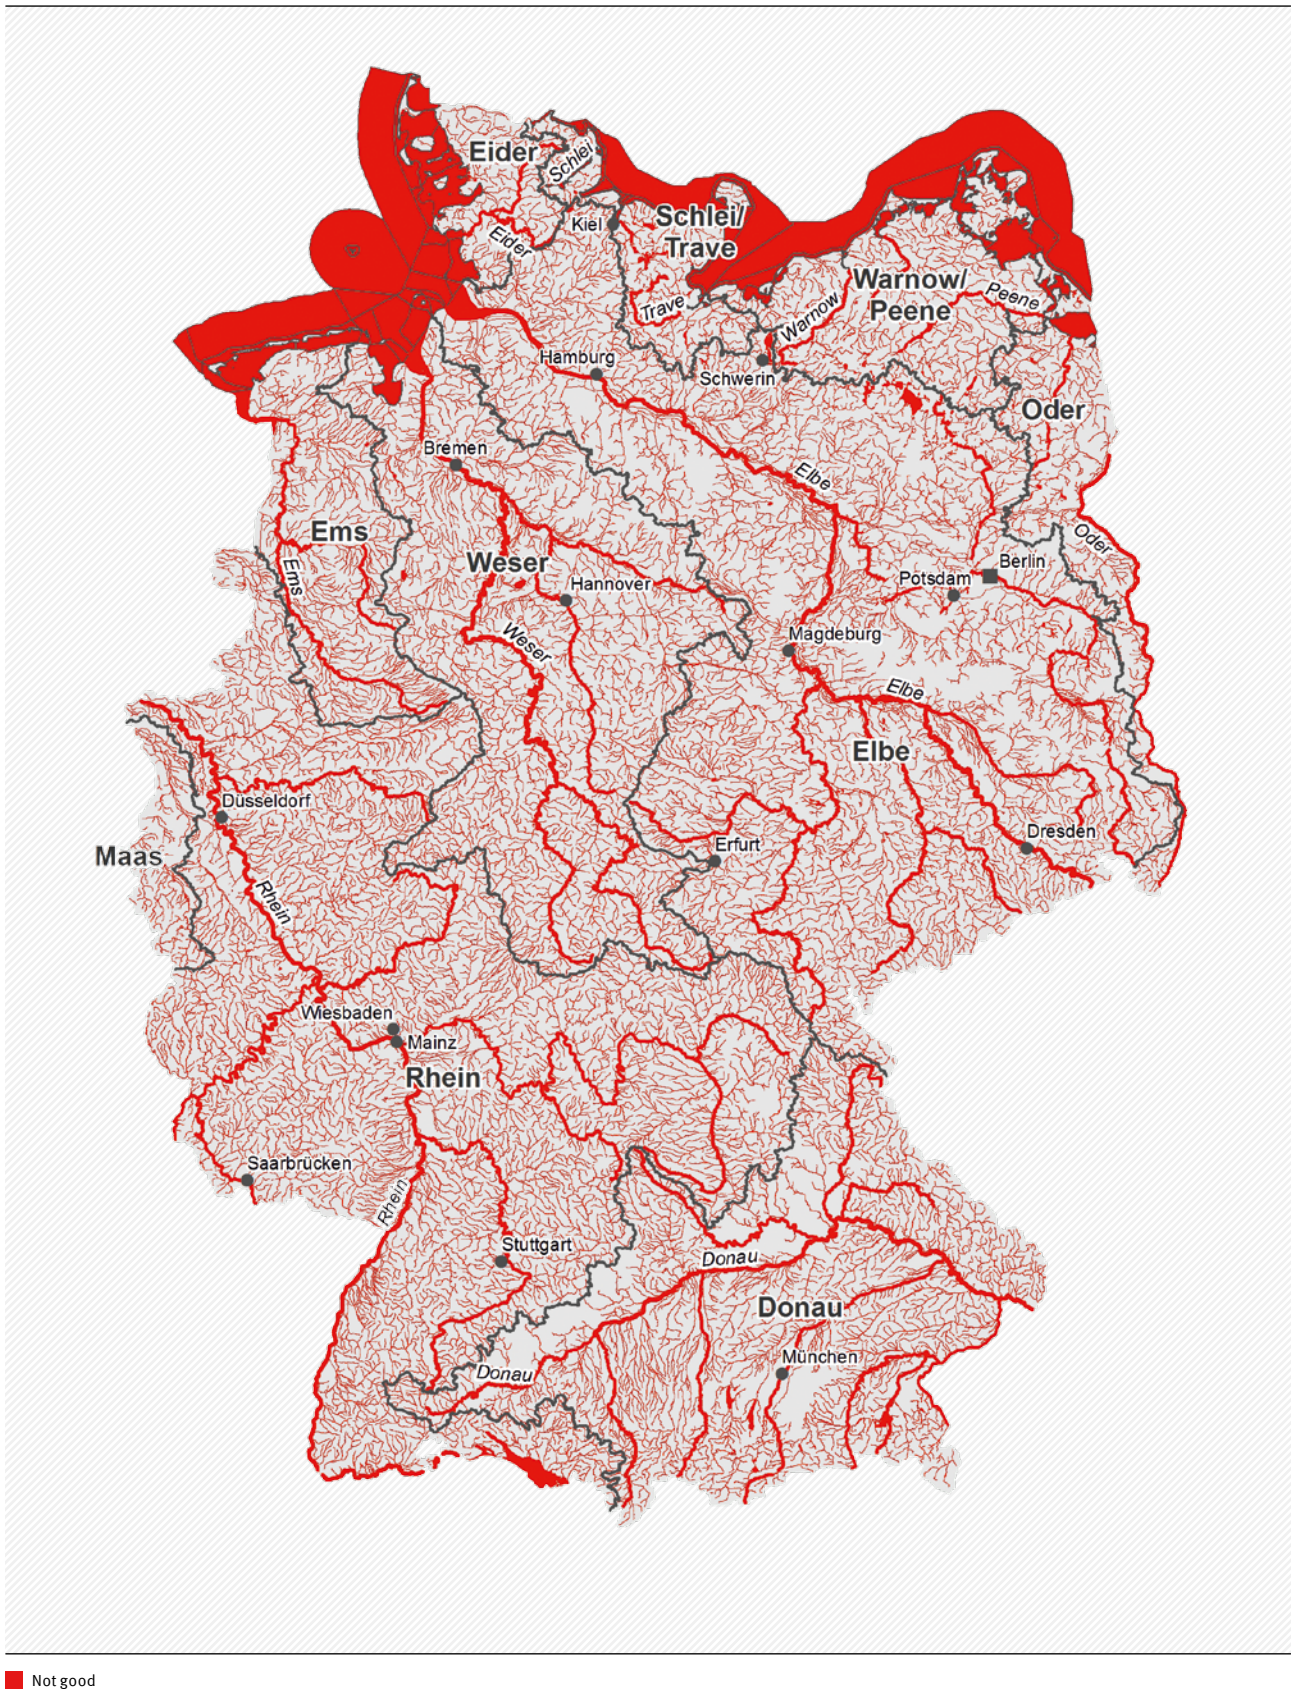 Eider
Schlei
Schlei/
Trave
Kiel
Eider
Warnow/
Peene
Peene
Trave
Warnow
Hamburg
Schwerin
Oder
Bremen
Elbe
Ems
Oder
Weser
Ems
Berlin
Hannover
Potsdam
Weser
Magdeburg
Elbe
Elbe
Düsseldorf
Dresden
Erfurt
Maas
Rhein
Wiesbaden
Mainz
Rhein
Saarbrücken
Rhein
Stuttgart
Donau
Donau
München
Donau
Not good